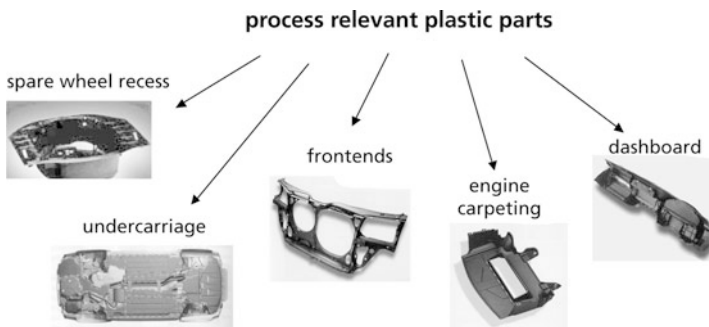 process relevant plastic parts
spare wheel recess
undercarriage
frontends
engine
carpeting
dashboard